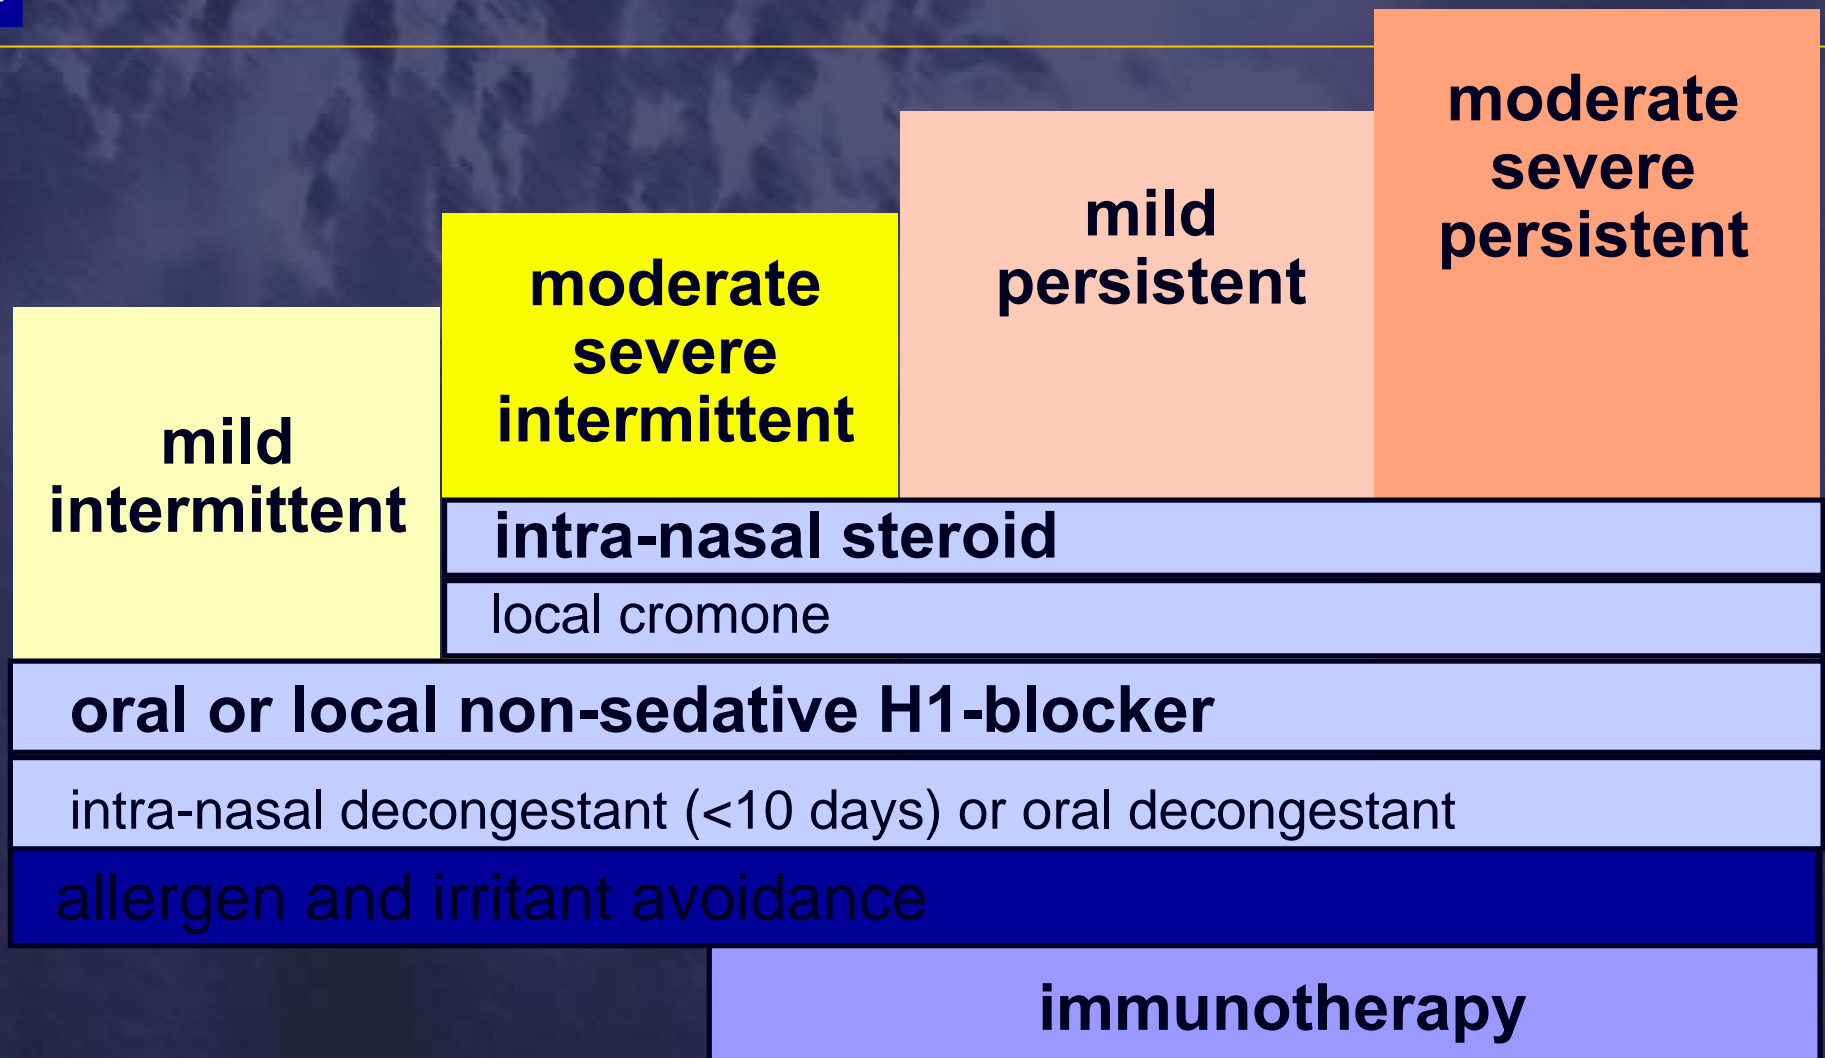 moderate
severe
persistent
mild
persistent
moderate
severe
intermittent
mild
intermittent
intra-nasal steroid
local cromone
oral or local non-sedative H1-blocker
intra-nasal decongestant (<10 days) or oral decongestant
allergen and irritant avoidance
immunotherapy